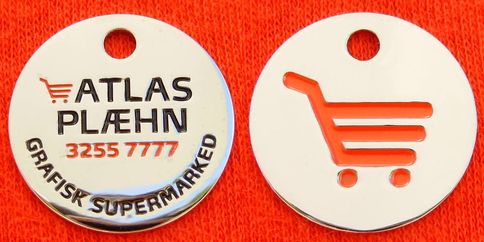 ATLAS
PLÆHN
3255 7777
GRAFISK SUPERMARKED